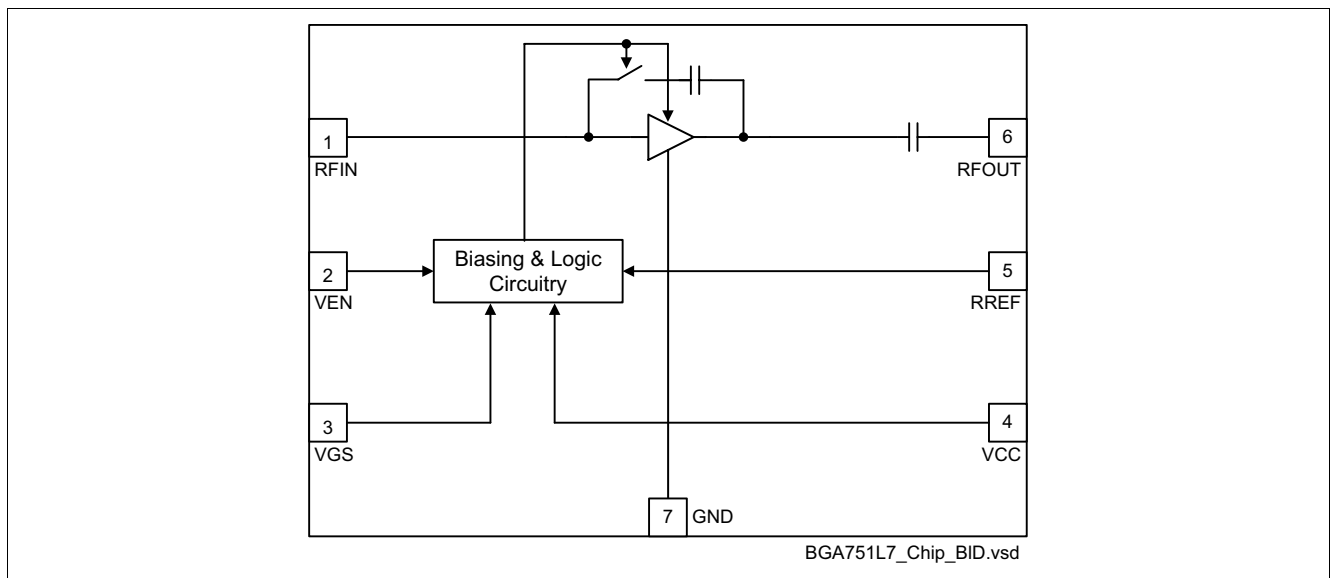 1
RFIN
6
RFOUT
2
VEN
Biasing & Logic
Circuitry
5
RREF
3
VGS
4
VCC
7
GND
BGA751L7_Chip_BID.vsd